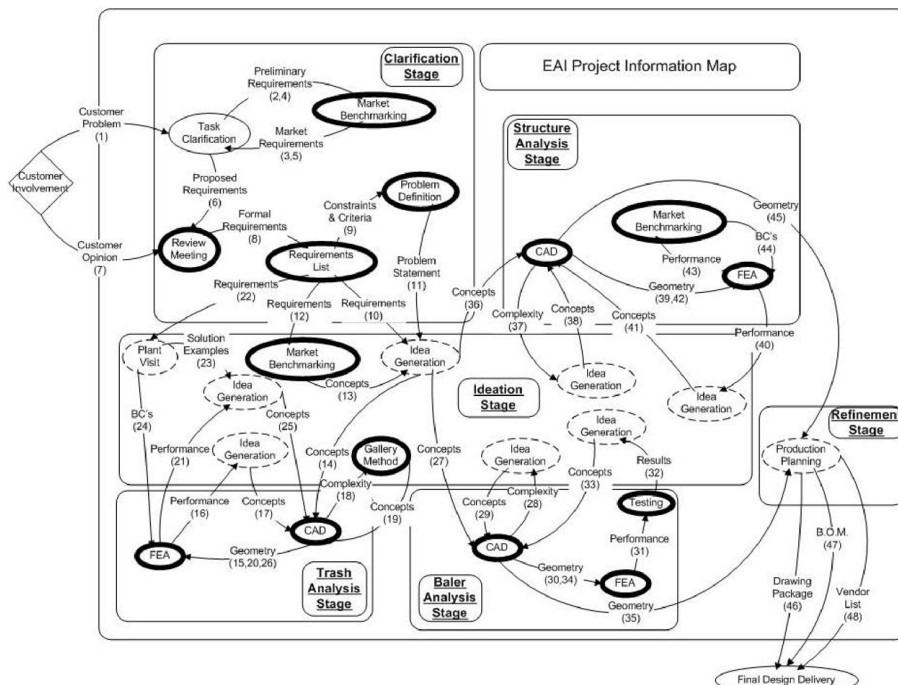 EAI Project Information Map
Clarification
Stage
Preliminary
Requirements
(2,4)
Market
Benchmarking
Customer
Problem
(1)
Task
Clarification
Market
Requirements
(3,5)
Customer
Involvement
Proposed
Requirements
(6)
Problem
Definition
Constraints
& Criteria
(9)
Formal
Requirements
(8)
Customer
Opinion
(7)
Review
Meeting
Requirements
List
Problem
Statement
(11)
Requirements
(22)
Requirements
(12)
Requirements
(10)
Structure
Analysis
Stage
Geometry
(45)
Market
Benchmarking
BC's
(44)
CAD
Performance
(43)
FEA
Geometry
(39,42)
Concepts
(36)
Complexity
(37)
Concepts
(38)
Concepts
(41)
Performance
(40)
Plant
Visit
Solution
Examples
(23)
Market
Benchmarking
Idea
Generation
Idea
Generation
Concepts
(13)
Ideation
Stage
Idea
Generation
Idea
Generation
BC's
(24)
Concepts
(25)
Performance
(21)
Idea
Generation
Concepts
(14)
Gallery
Method
Concepts
(27)
Idea
Generation
Idea
Generation
Results
(32)
Refinement
Stage
Production
Planning
Complexity
(18)
Concepts
(33)
Complexity
(28)
Performance
(16)
Concepts
(17)
Concepts
(19)
Concepts
(29)
Testing
CAD
FEA
Geometry
(15,20,26)
Trash
Analysis
Stage
CAD
Performance
(31)
Geometry
(30,34)
FEA
Baler
Analysis
Stage
Geometry
(35)
B.O.M.
(47)
Drawing
Package
(46)
Vendor
List
(48)
Final Design Delivery